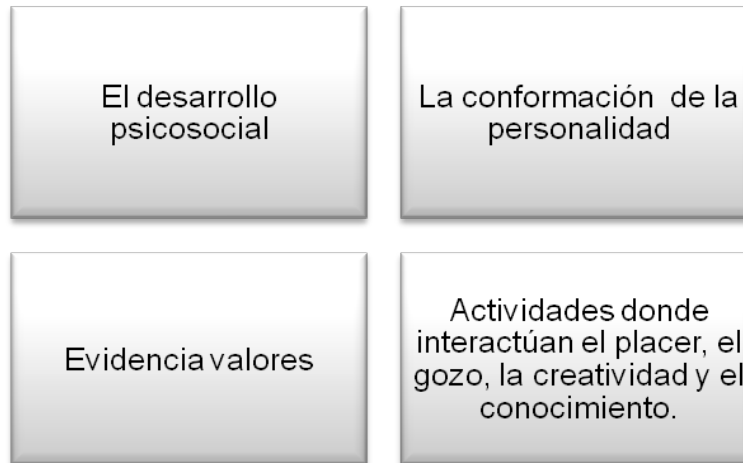 El desarrollo
psicosocial
La conformación de la
personalidad
Evidencia valores
Actividades donde
interactúan el placer, el
gozo, la creatividad y el
conocimiento.